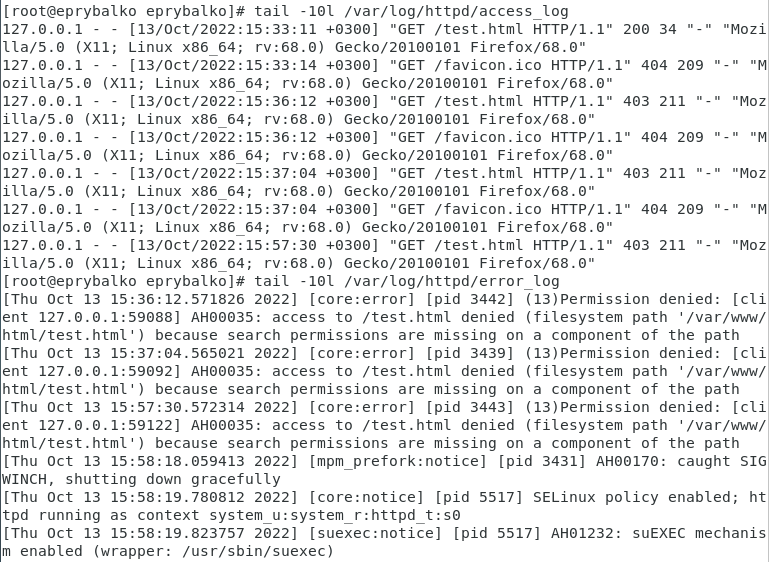 [root@eprybalko eprybalko]# tail -10l /var/log/httpd/access_log
127.0.0.1 - - [13/Oct/2022:15:33:11 +0300] "GET /test.html HTTP/1.1" 200 34 "-" "Mozi
lla/5.0 (X11; Linux x86_64; rv:68.0) Gecko/20100101 Firefox/68.0"
127.0.0.1 - - [13/Oct/2022:15:33:14 +0300] "GET /favicon.ico HTTP/1.1" 404 209 "-" "M
ozilla/5.0 (X11; Linux x86_64; rv:68.0) Gecko/20100101 Firefox/68.0"
127.0.0.1 - - [13/Oct/2022:15:36:12 +0300] "GET /test.html HTTP/1.1" 403 211 "-" "Moz
illa/5.0 (X11; Linux x86_64; rv:68.0) Gecko/20100101 Firefox/68.0"
127.0.0.1 - - [13/Oct/2022:15:36:12 +0300] "GET /favicon.ico HTTP/1.1" 404 209 "-" "M
ozilla/5.0 (X11; Linux x86_64; rv:68.0) Gecko/20100101 Firefox/68.0"
127.0.0.1 - - [13/Oct/2022:15:37:04 +0300] "GET /test.html HTTP/1.1" 403 211 "-" "Moz
illa/5.0 (X11; Linux x86_64; rv:68.0) Gecko/20100101 Firefox/68.0"
127.0.0.1 - - [13/Oct/2022:15:37:04 +0300] "GET /favicon.ico HTTP/1.1" 404 209 "-" "M
ozilla/5.0 (X11; Linux x86_64; rv:68.0) Gecko/20100101 Firefox/68.0"
127.0.0.1 - - [13/Oct/2022:15:57:30 +0300] "GET /test.html HTTP/1.1" 403 211 "-" "Moz
illa/5.0 (X11; Linux x86_64; rv:68.0) Gecko/20100101 Firefox/68.0"
[root@eprybalko eprybalko]# tail -10l /var/log/httpd/error_log
[Thu Oct 13 15:36:12.571826 2022] [core:error] [pid 3442] (13)Permission denied: [cli
ent 127.0.0.1:59088] AH00035: access to /test.html denied (filesystem path '/var/www/
html/test.html') because search permissions are missing on a component of the path
[Thu Oct 13 15:37:04.565021 2022] [core:error] [pid 3439] (13)Permission denied: [cli
ent 127.0.0.1:59092] AH00035: access to /test.html denied (filesystem path '/var/www/
html/test.html') because search permissions are missing on a component of the path
[Thu Oct 13 15:57:30.572314 2022] [core:error] [pid 3443] (13)Permission denied: [cli
ent 127.0.0.1:59122] AH00035: access to /test.html denied (filesystem path '/var/www/
html/test.html') because search permissions are missing on a component of the path
[Thu Oct 13 15:58:18.059413 2022] [mpm_prefork:notice] [pid 3431] AH00170: caught SIG
WINCH, shutting down gracefully
[Thu Oct 13 15:58:19.780812 2022] [core:notice] [pid 5517] SELinux policy enabled; ht
tpd running as context system_u:system_r:httpd_t:s0
[Thu Oct 13 15:58:19.823757 2022] [suexec:notice] [pid 5517] AH01232: suEXEC mechanis
m enabled (wrapper: /usr/sbin/suexec)